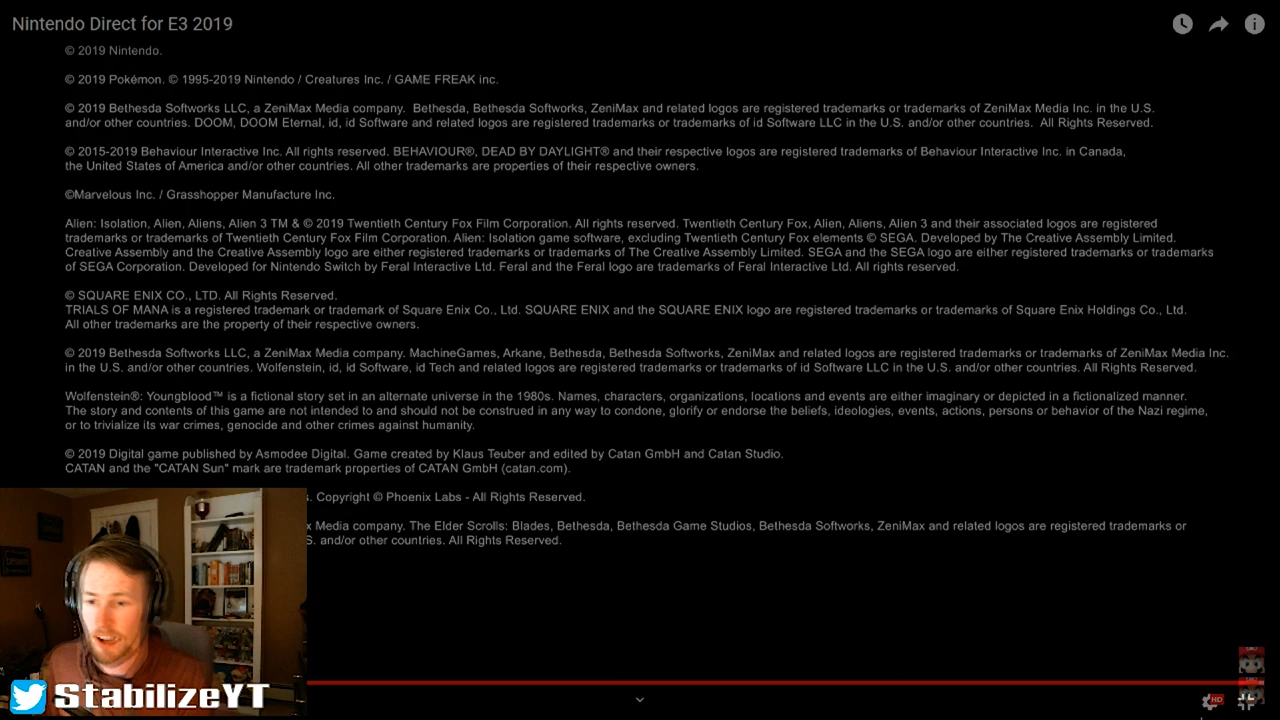 Nintendo Direct for E3 2019
© 2019 Nintendo.
© 2019 Pokémon. © 1995-2019 Nintendo / Creatures Inc. / GAME FREAK inc.
© 2019 Bethesda Softworks LLC, a ZeniMax Media company. Bethesda, Bethesda Softworks, ZeniMax and related logos are registered trademarks or trademarks of ZeniMax Media Inc. in the U.S.
and/or other countries. DOOM, DOOM Eternal, id, id Software and related logos are registered trademarks or trademarks of id Software LLC in the U.S. and/or other countries. All Rights Reserved.
© 2015-2019 Behaviour Interactive Inc. All rights reserved. BEHAVIOUR®, DEAD BY DAYLIGHT® and their respective logos are registered trademarks of Behaviour Interactive Inc. in Canada,
the United States of America and/or other countries. All other trademarks are properties of their respective owners.
©Marvelous Inc. / Grasshopper Manufacture Inc.
Alien: Isolation, Alien, Aliens, Alien 3 TM & © 2019 Twentieth Century Fox Film Corporation. All rights reserved. Twentieth Century Fox, Alien, Aliens, Alien 3 and their associated logos are registered
trademarks or trademarks of Twentieth Century Fox Film Corporation. Alien: Isolation game software, excluding Twentieth Century Fox elements © SEGA. Developed by The Creative Assembly Limited.
Creative Assembly and the Creative Assembly logo are either registered trademarks or trademarks of The Creative Assembly Limited. SEGA and the SEGA logo are either registered trademarks or trademarks
of SEGA Corporation. Developed for Nintendo Switch by Feral Interactive Ltd. Feral and the Feral logo are trademarks of Feral Interactive Ltd. All rights reserved.
© SQUARE ENIX CO., LTD. All Rights Reserved.
TRIALS OF MANA is a registered trademark or trademark of Square Enix Co., Ltd. SQUARE ENIX and the SQUARE ENIX logo are registered trademarks or trademarks of Square Enix Holdings Co., Ltd.
All other trademarks are the property of their respective owners.
© 2019 Bethesda Softworks LLC, a ZeniMax Media company. MachineGames, Arkane, Bethesda, Bethesda Softworks, ZeniMax and related logos are registered trademarks or trademarks of ZeniMax Media Inc.
in the U.S. and/or other countries. Wolfenstein, id, id Software, id Tech and related logos are registered trademarks or trademarks of id Software LLC in the U.S. and/or other countries. All Rights Reserved.
Wolfenstein®: Youngblood™ is a fictional story set in an alternate universe in the 1980s. Names, characters, organizations, locations and events are either imaginary or depicted in a fictionalized manner.
The story and contents of this game are not intended to and should not be construed in any way to condone, glorify or endorse the beliefs, ideologies, events, actions, persons or behavior of the Nazi regime,
or to trivialize its war crimes, genocide and other crimes against humanity.
© 2019 Digital game published by Asmodee Digital. Game created by Klaus Teuber and edited by Catan GmbH and Catan Studio.
CATAN and the "CATAN Sun" mark are trademark properties of CATAN GmbH (catan.com).
. Copyright © Phoenix Labs - All Rights Reserved.
x Media company. The Elder Scrolls: Blades, Bethesda, Bethesda Game Studios, Bethesda Softworks, ZeniMax and related logos are registered trademarks or
S. and/or other countries. All Rights Reserved.
StabilizeYT
HD